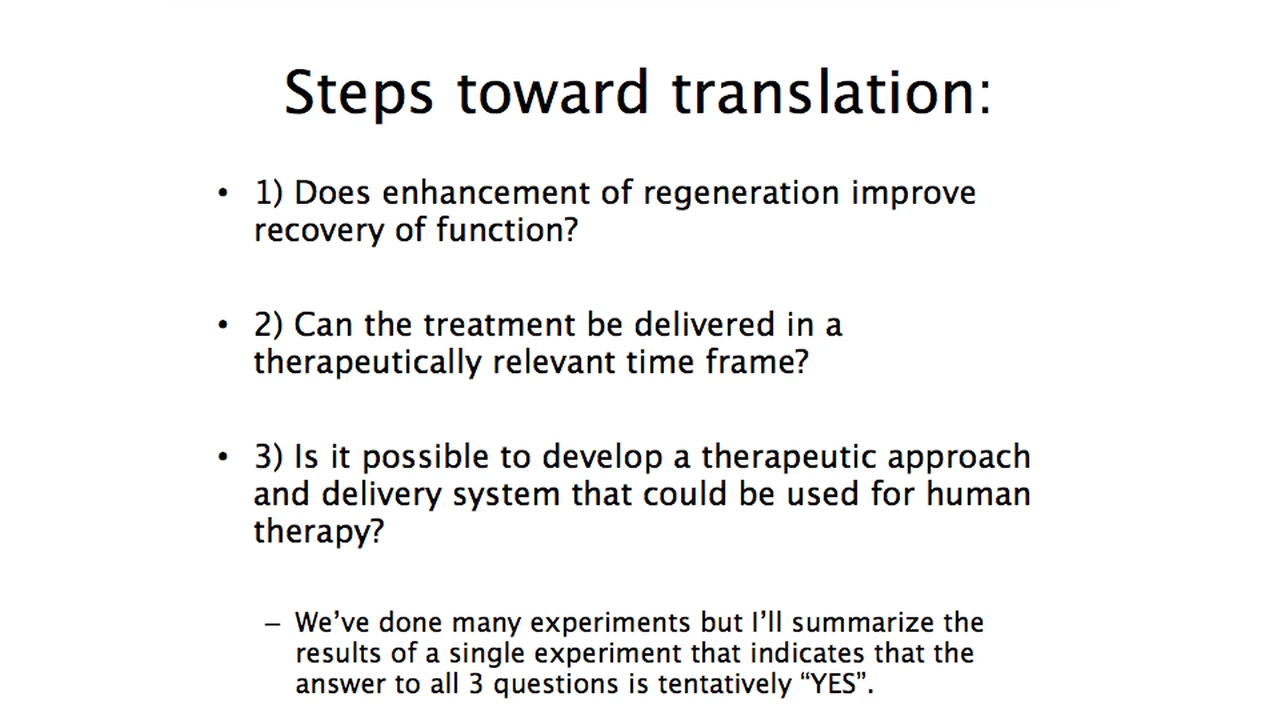 Steps toward translation:
• 1) Does enhancement of regeneration improve
recovery of function?
• 2) Can the treatment be delivered in a
therapeutically relevant time frame?
• 3) Is it possible to develop a therapeutic approach
and delivery system that could be used for human
therapy?
– We’ve done many experiments but I’ll summarize the
results of a single experiment that indicates that the
answer to all 3 questions is tentatively “YES”.